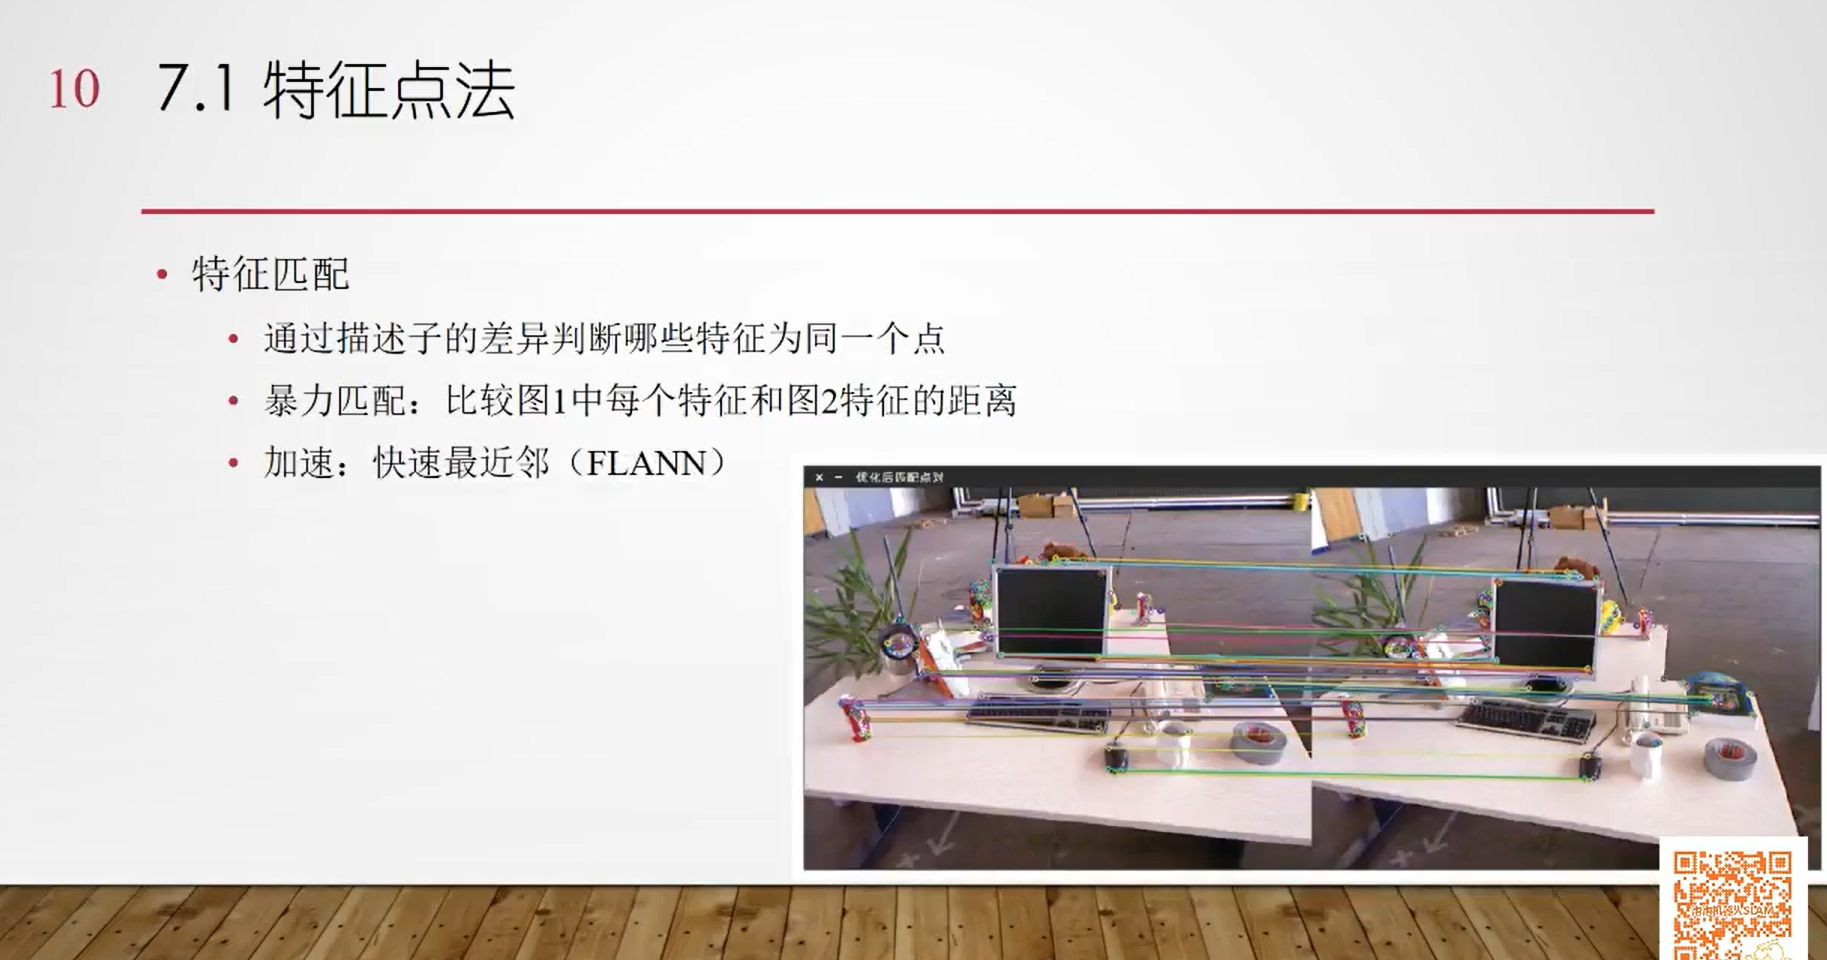 10
7.1 特征点法
特征匹配
通过描述子的差异判断哪些特征为同一个点
暴力匹配：比较图1中每个特征和图2特征的距离
加速：快速最近邻（FLANN）
优化后匹配点对